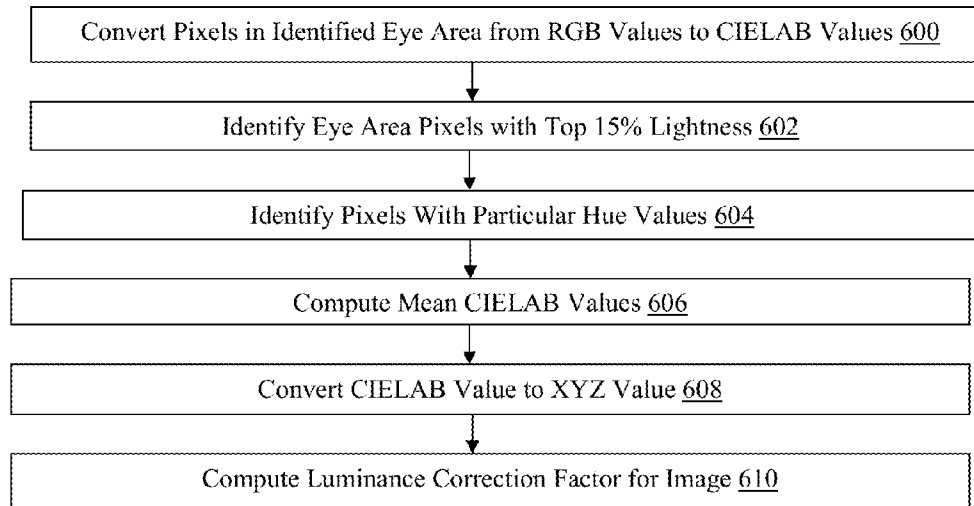 Convert Pixels in Identified Eye Area from RGB Values to CIELAB Values 600
Identify Eye Area Pixels with Top 15% Lightness 602
Identify Pixels With Particular Hue Values 604
Compute Mean CIELAB Values 606
Convert CIELAB Value to XYZ Value 608
Compute Luminance Correction Factor for Image 610